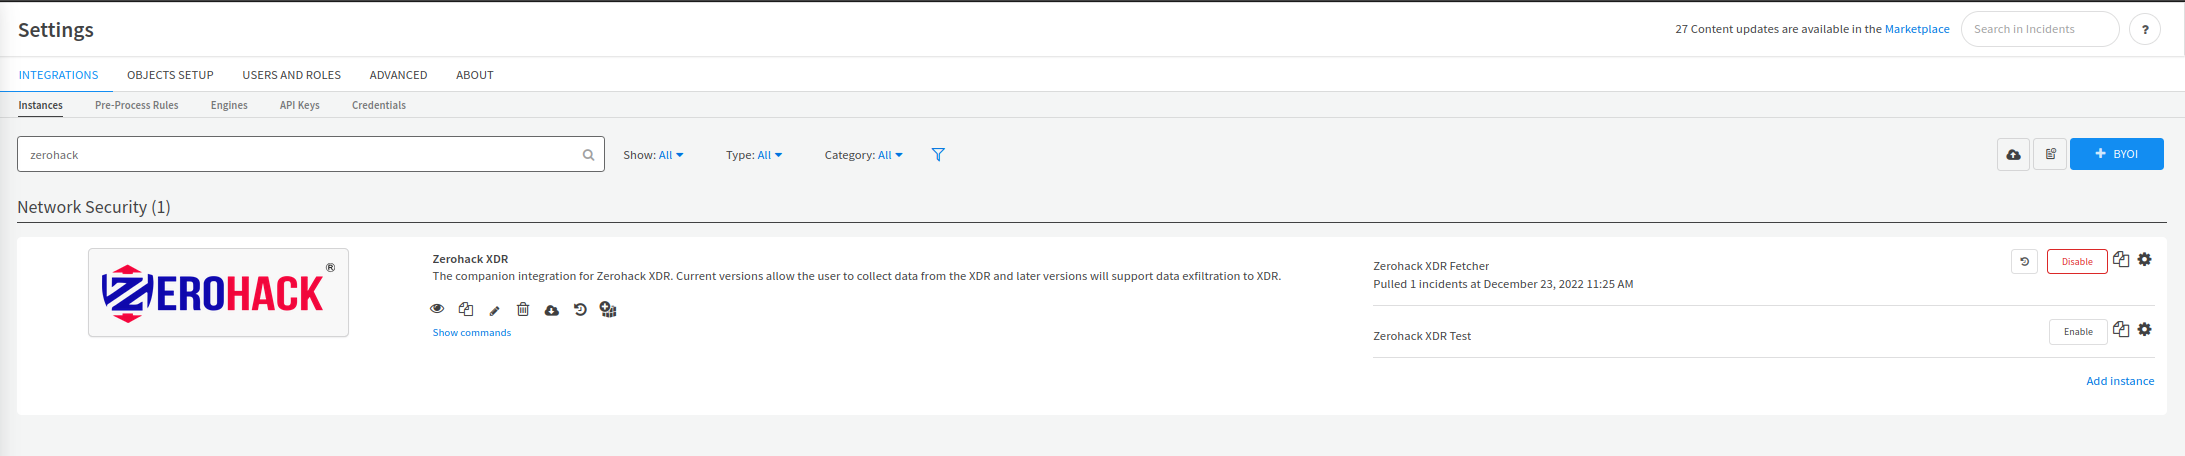 Settings
27 Content updates are available in the Marketplace
Search in Incidents
?
INTEGRATIONS OBJECTS SETUP USERS AND ROLES ADVANCED ABOUT
Instances Pre-Process Rules Engines API Keys Credentials
zerohack
Show: All Type: All Category: All
+ BYOI
Network Security (1)
ZEROHACK®
Zerohack XDR
The companion integration for Zerohack XDR. Current versions allow the user to collect data from the XDR and later versions will support data exfiltration to XDR.
Show commands
Zerohack XDR Fetcher
Pulled 1 incidents at December 23, 2022 11:25 AM
Disable
Zerohack XDR Test
Enable
Add instance